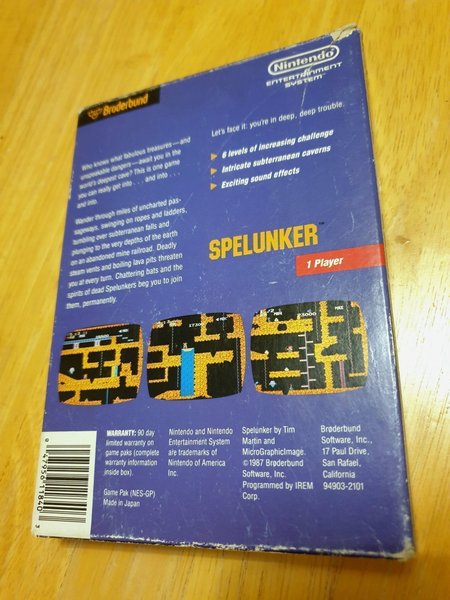 Brøderbund
Nintendo
ENTERTAINMENT
SYSTEM
Who knows what fabulous treasures—and
unspeakable dangers—await you in the
world's deepest cave? This is one game
you can really get into . . . and into . . .
and into.
Wander through miles of uncharted pas-
sageways, swinging on ropes and ladders,
tumbling over subterranean falls and
plunging to the very depths of the earth
on an abandoned mine railroad. Deadly
steam vents and boiling lava pits threaten
you at every turn. Chattering bats and the
spirits of dead Spelunkers beg you to join
them, permanently.
Let's face it: you're in deep, deep trouble.
6 levels of increasing challenge
Intricate subterranean caverns
Exciting sound effects
SPELUNKER™
1 Player
WARRANTY: 90 day
limited warranty on
game paks (complete
warranty information
inside box).
Game Pak (NES-GP)
Made in Japan
Nintendo and Nintendo
Entertainment System
are trademarks of
Nintendo of America
Inc.
Spelunker by Tim
Martin and
MicroGraphicImage.
©1987 Brøderbund
Software, Inc.
Programmed by IREM
Corp.
Brøderbund
Software, Inc.,
17 Paul Drive,
San Rafael,
California
94903-2101
0 47956 11840 3